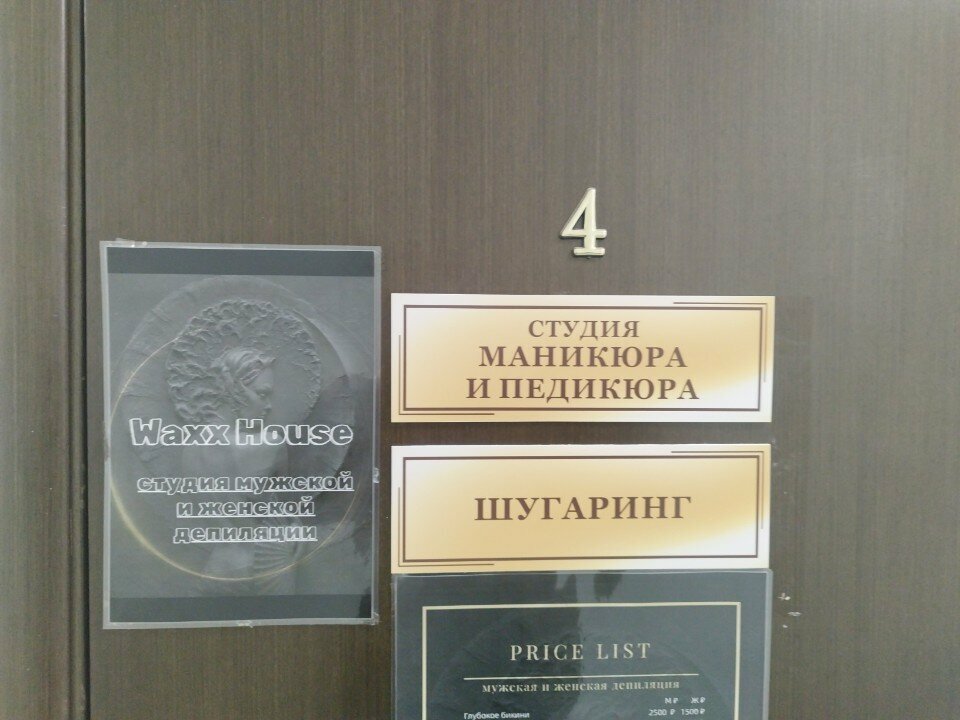 4
Waxx House
студия мужской
и женской
депиляции
СТУДИЯ
МАНИКЮРА
И ПЕДИКЮРА
ШУГАРИНГ
PRICE LIST
мужская и женская депиляция
М ₽ Ж ₽
Глубокое бикини 2500 ₽ 1500 ₽